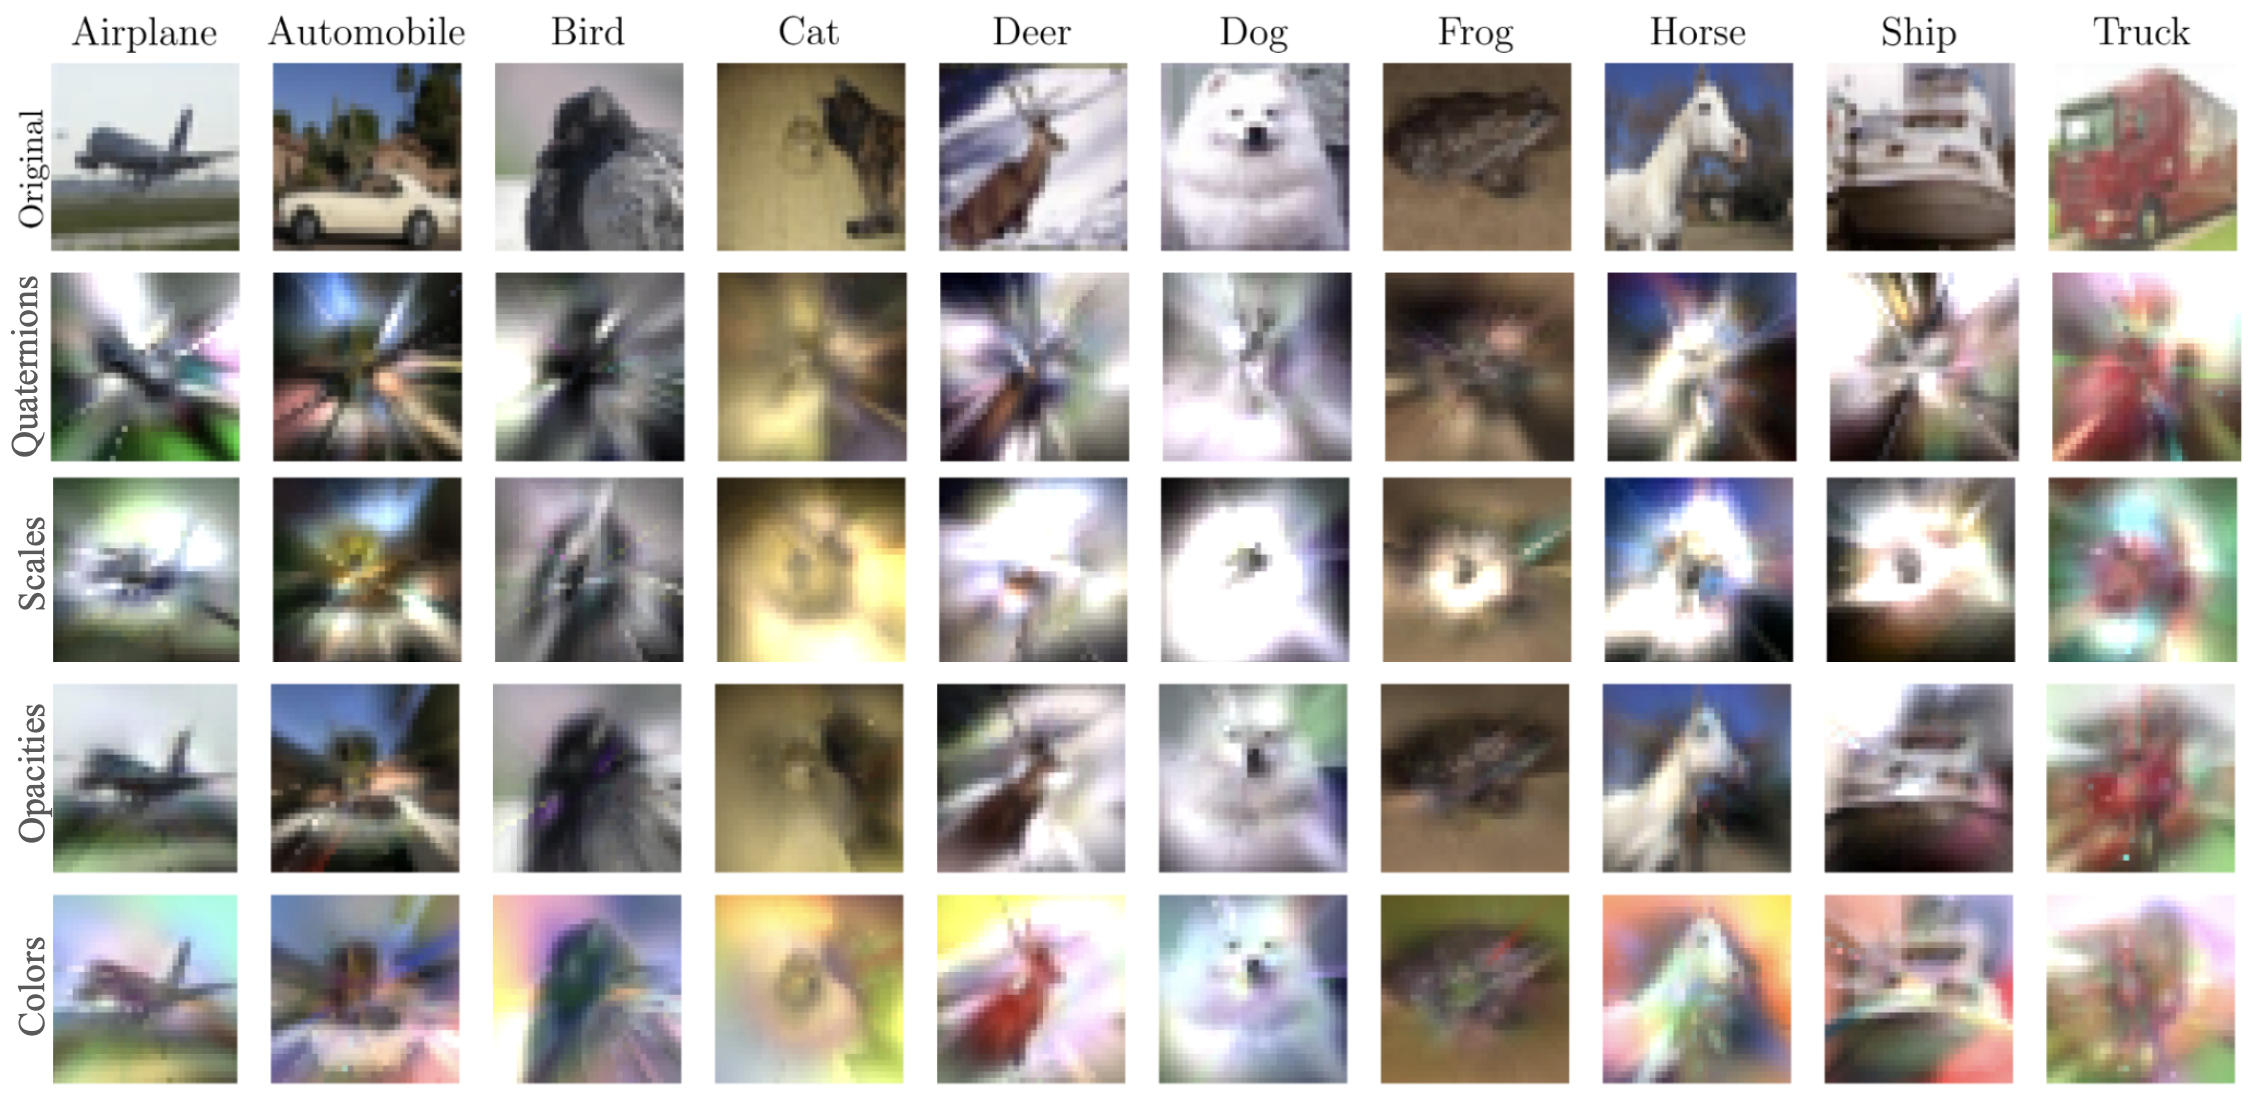 Airplane Automobile Bird Cat Deer Dog Frog Horse Ship Truck
Original
Quaternions
Scales
Opacities
Colors